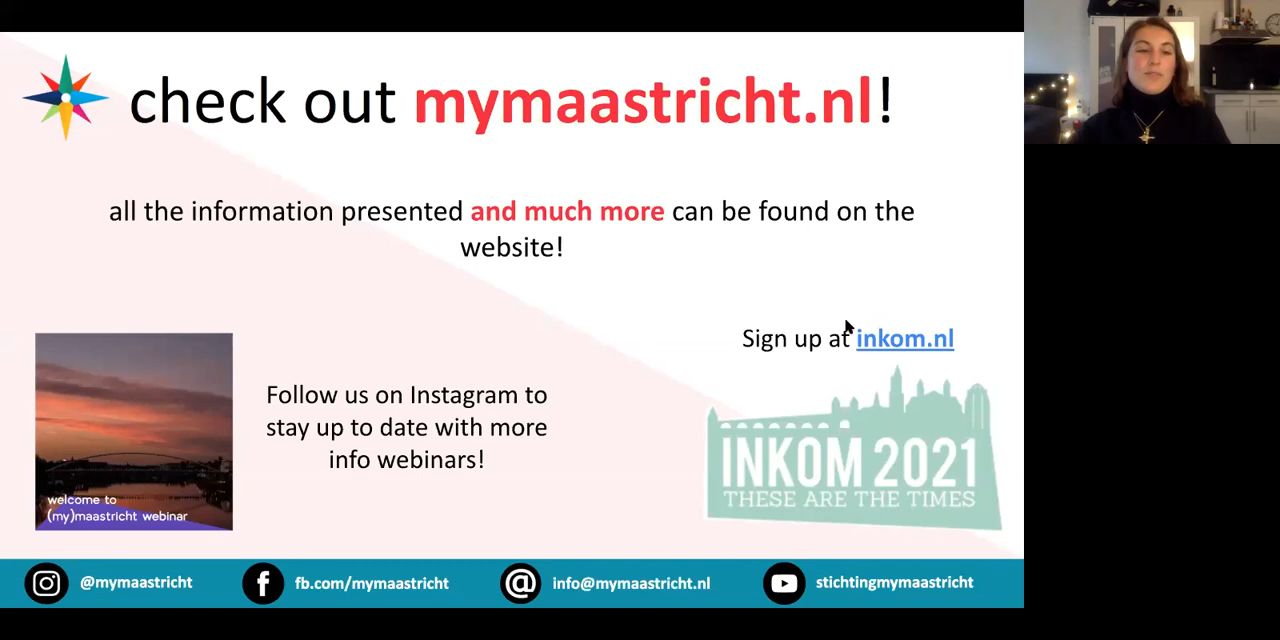 check out mymaastricht.nl!
all the information presented and much more can be found on the
website!
Sign up at inkom.nl
Follow us on Instagram to
stay up to date with more
info webinars!
welcome to
(my)maastricht webinar
INKOM 2021
THESE ARE THE TIMES
@mymaastricht
fb.com/mymaastricht
info@mymaastricht.nl
stichtingmymaastricht